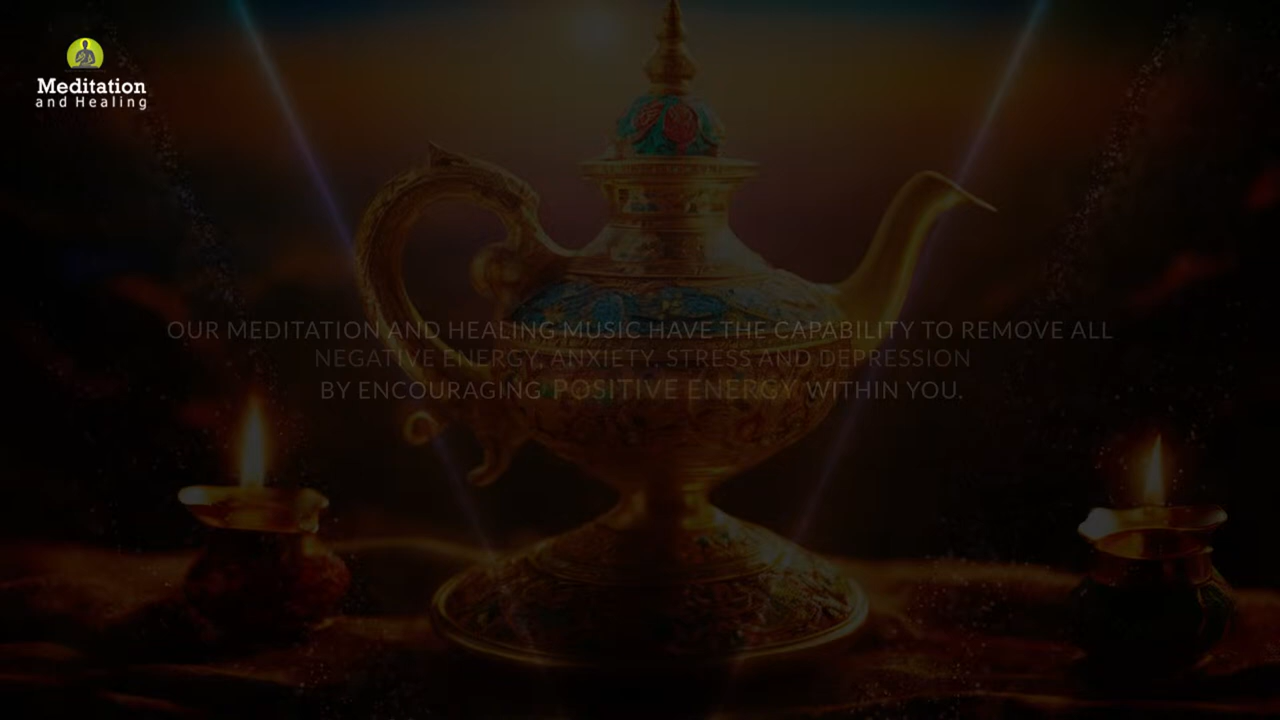 Meditation
and Healing
OUR MEDITATION AND HEALING MUSIC HAVE THE CAPABILITY TO REMOVE ALL
NEGATIVE ENERGY, ANXIETY, STRESS AND DEPRESSION
BY ENCOURAGING POSITIVE ENERGY WITHIN YOU.